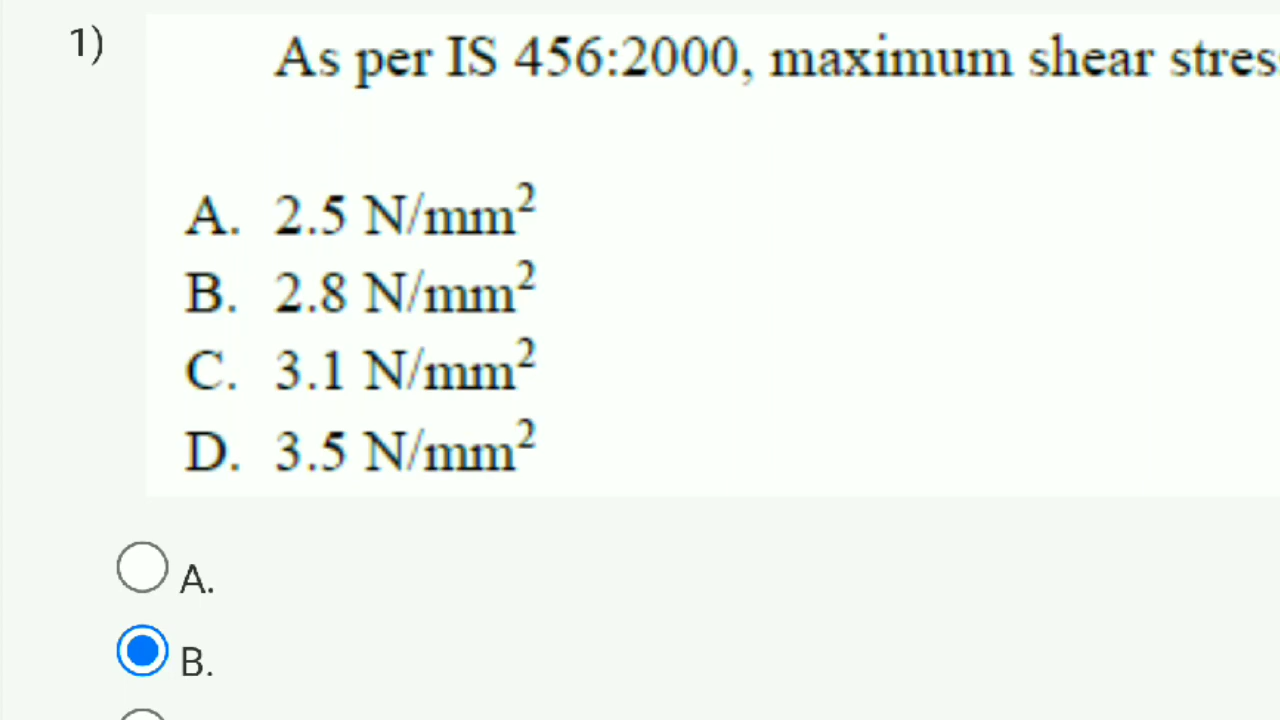 1)
As per IS 456:2000, maximum shear
A. 2.5 N/mm²
B. 2.8 N/mm²
C. 3.1 N/mm²
D. 3.5 N/mm²
A.
B.